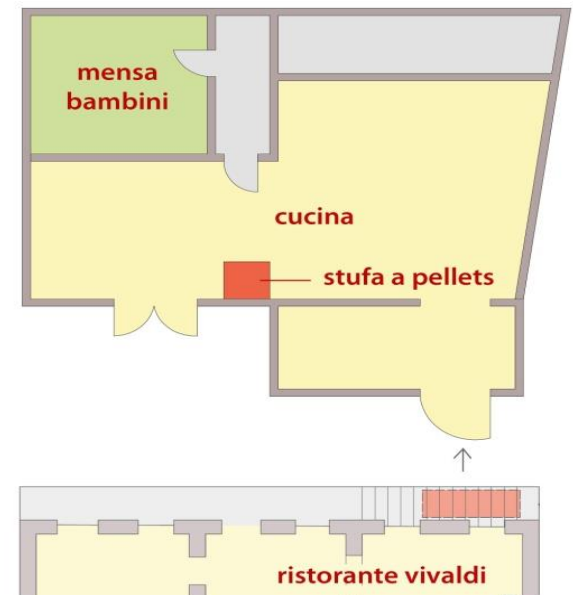 mensa
bambini
cucina
stufa a pellets
ristorante vivaldi